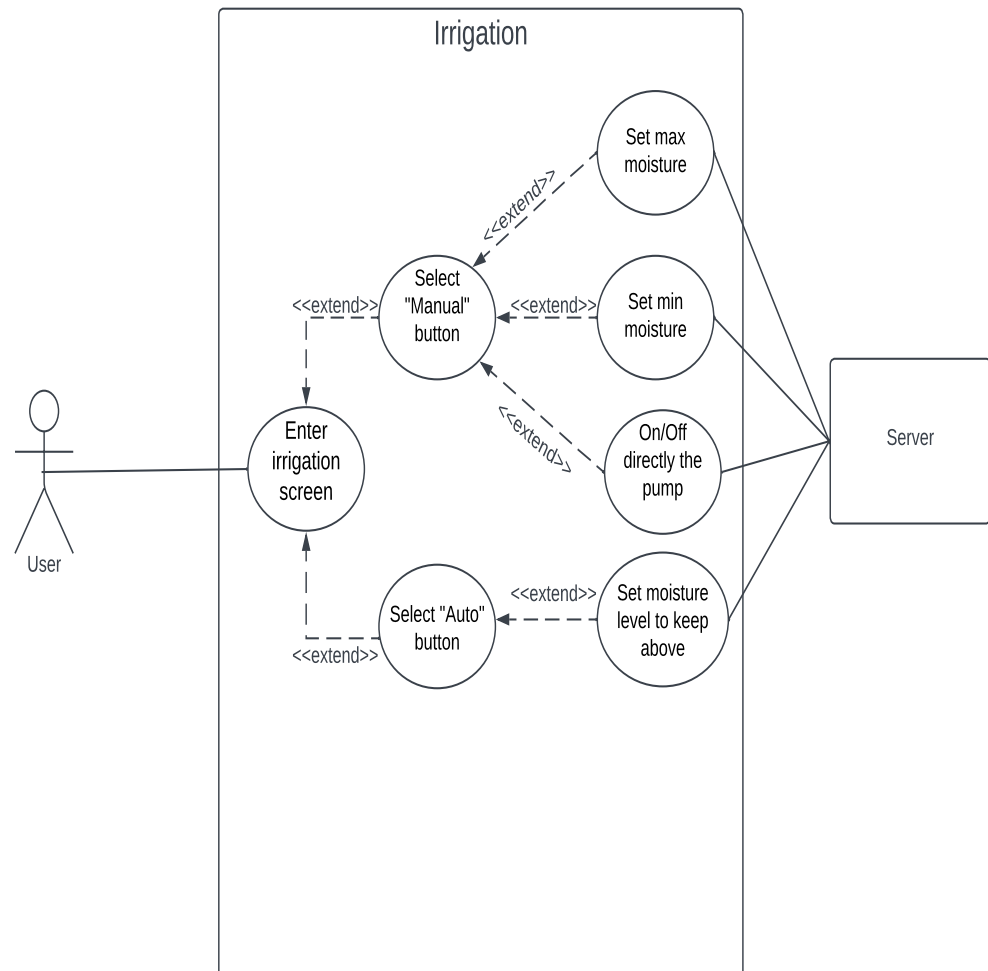 Irrigation
Set max
moisture
<<extend>>
Select
"Manual"
button
<<extend>>
<<extend>>
Set min
moisture
<<extend>>
On/Off
directly the
pump
Enter
irrigation
screen
Server
User
Select "Auto"
button
<<extend>>
<<extend>>
Set moisture
level to keep
above